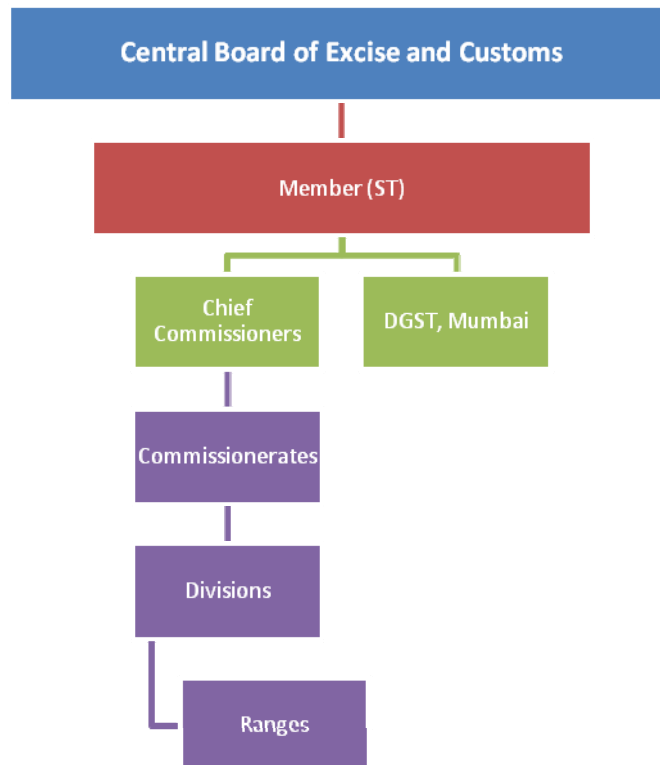 Central Board of Excise and Customs
Member (ST)
Chief
Commissioners
DGST, Mumbai
Commissionerates
Divisions
Ranges